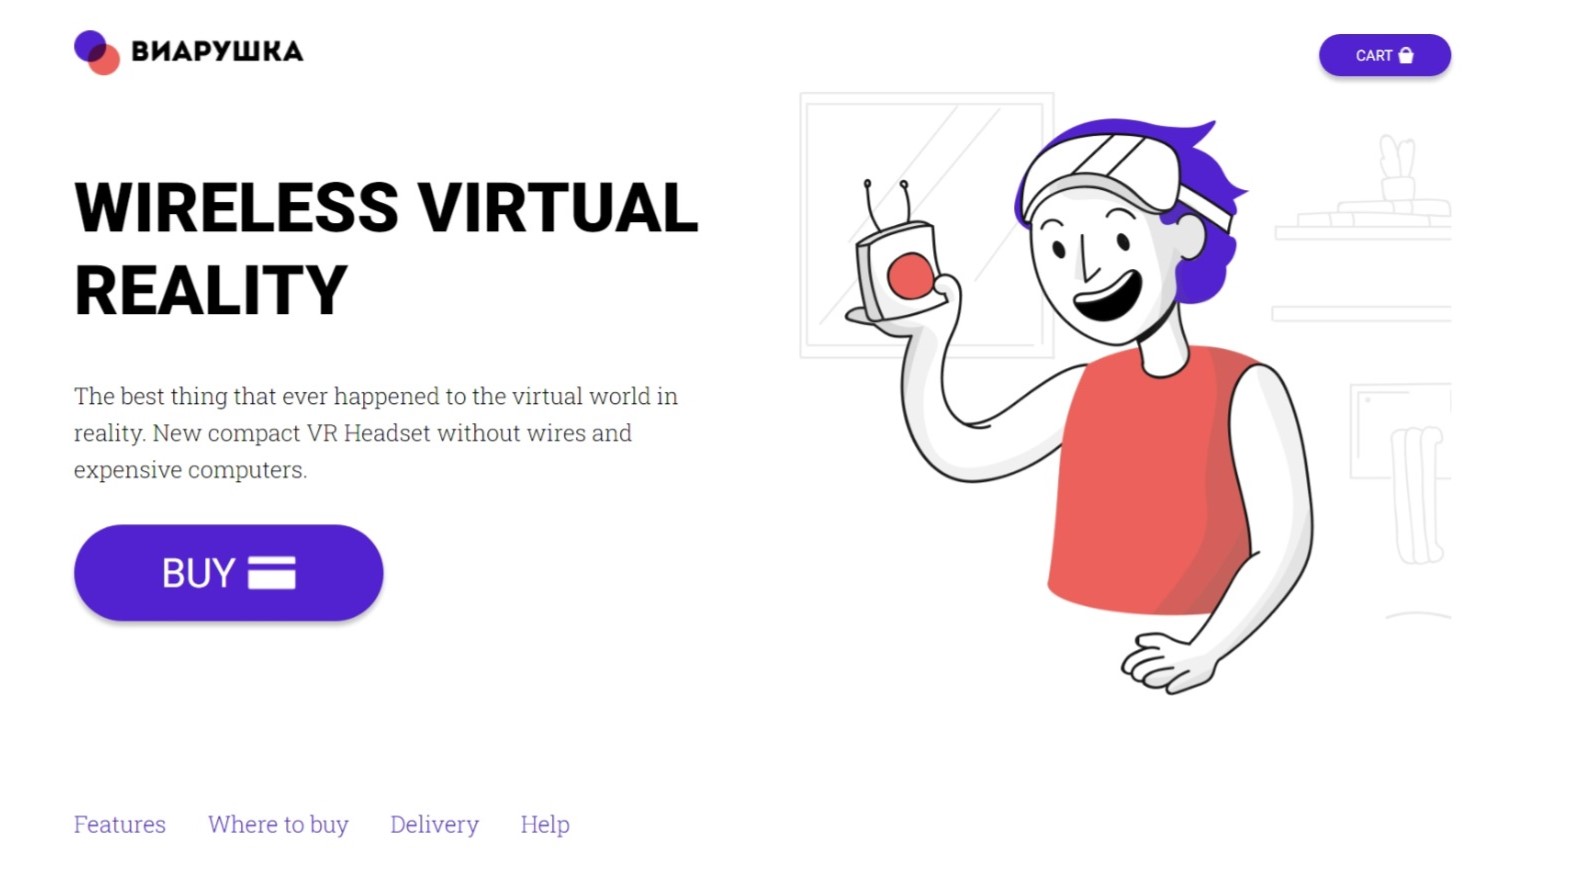 ВИАРУШКА
CART
WIRELESS VIRTUAL
REALITY
The best thing that ever happened to the virtual world in
reality. New compact VR Headset without wires and
expensive computers.
BUY
Features Where to buy Delivery Help